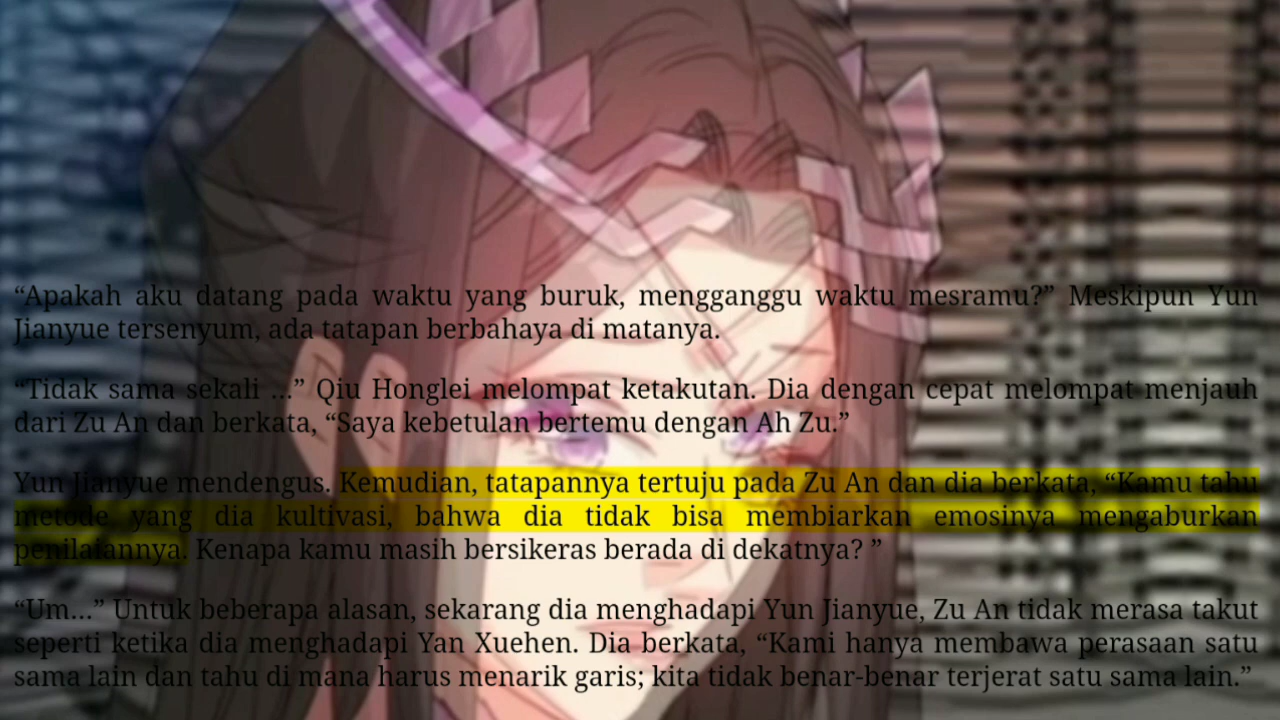 “Apakah aku datang pada waktu yang buruk, mengganggu waktu mesramu?” Meskipun Yun
Jianyue tersenyum, ada tatapan berbahaya di matanya.
“Tidak sama sekali ...” Qiu Honglei melompat ketakutan. Dia dengan cepat melompat menjauh
dari Zu An dan berkata, “Saya kebetulan bertemu dengan Ah Zu.”
Yun Jianyue mendengus. Kemudian, tatapannya tertuju pada Zu An dan dia berkata, “Kamu tahu
metode yang dia kultivasi, bahwa dia tidak bisa membiarkan emosinya mengaburkan
penilaiannya. Kenapa kamu masih bersikeras berada di dekatnya? ”
“Um...” Untuk beberapa alasan, sekarang dia menghadapi Yun Jianyue, Zu An tidak merasa takut
seperti ketika dia menghadapi Yan Xuehen. Dia berkata, “Kami hanya membawa perasaan satu
sama lain dan tahu di mana harus menarik garis; kita tidak benar-benar terjerat satu sama lain.”